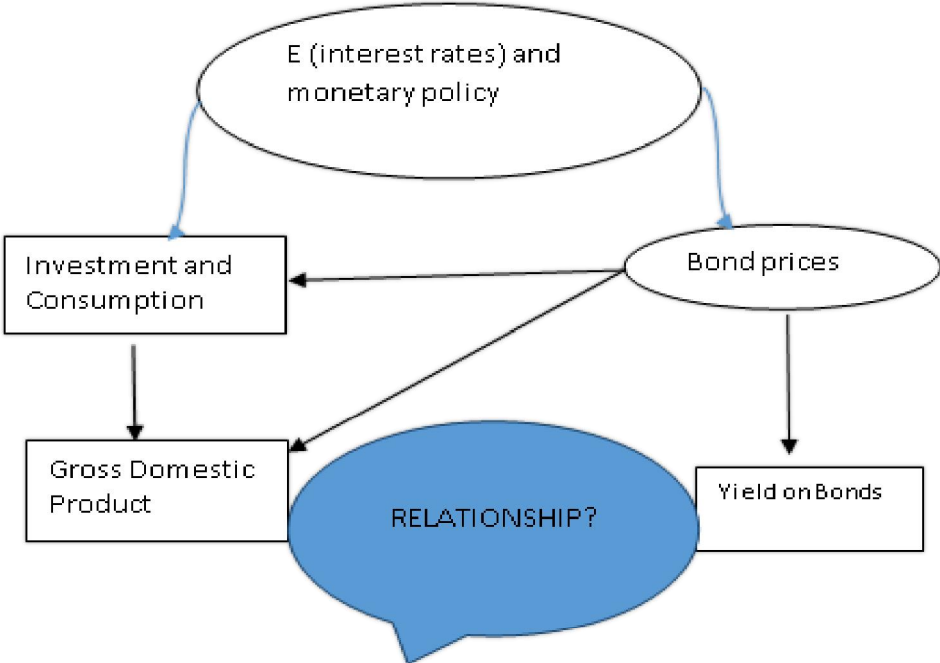 E (interest rates) and
monetary policy
Investment and
Consumption
Bond prices
Gross Domestic
Product
RELATIONSHIP?
Yield on Bonds